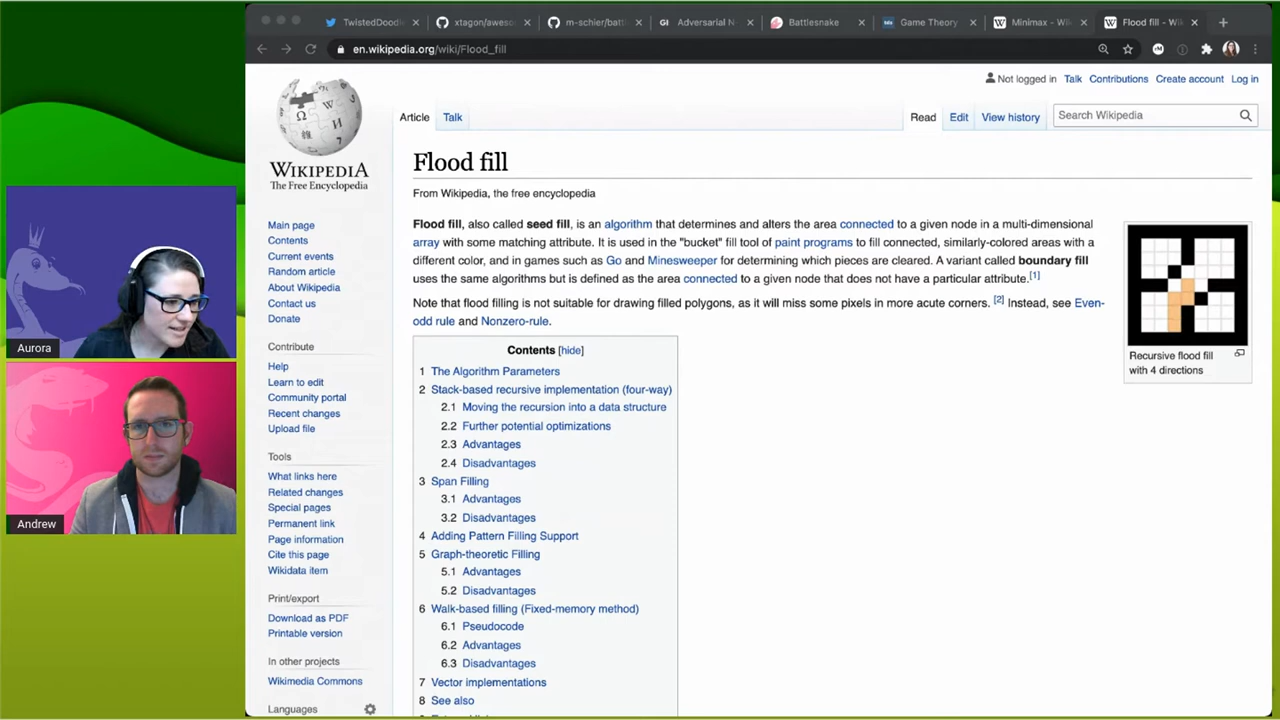 TwistedDoodle
xtagon/aweso
m-schier/battl
Adversarial N
Battlesnake
Game Theory
Minimax - Wik
Flood fill - Wi
en.wikipedia.org/wiki/Flood_fill
Not logged in Talk Contributions Create account Log in
Article Talk
Read Edit View history
Search Wikipedia
WIKIPEDIA
The Free Encyclopedia
Main page
Contents
Current events
Random article
About Wikipedia
Contact us
Donate
Contribute
Help
Learn to edit
Community portal
Recent changes
Upload file
Tools
What links here
Related changes
Special pages
Permanent link
Page information
Cite this page
Wikidata item
Print/export
Download as PDF
Printable version
In other projects
Wikimedia Commons
Languages
Flood fill
From Wikipedia, the free encyclopedia
Flood fill, also called seed fill, is an algorithm that determines and alters the area connected to a given node in a multi-dimensional
array with some matching attribute. It is used in the "bucket" fill tool of paint programs to fill connected, similarly-colored areas with a
different color, and in games such as Go and Minesweeper for determining which pieces are cleared. A variant called boundary fill
uses the same algorithms but is defined as the area connected to a given node that does not have a particular attribute.[1]
Note that flood filling is not suitable for drawing filled polygons, as it will miss some pixels in more acute corners. [2] Instead, see Even-
odd rule and Nonzero-rule.
Recursive flood fill
with 4 directions
Contents [hide]
1 The Algorithm Parameters
2 Stack-based recursive implementation (four-way)
2.1 Moving the recursion into a data structure
2.2 Further potential optimizations
2.3 Advantages
2.4 Disadvantages
3 Span Filling
3.1 Advantages
3.2 Disadvantages
4 Adding Pattern Filling Support
5 Graph-theoretic Filling
5.1 Advantages
5.2 Disadvantages
6 Walk-based filling (Fixed-memory method)
6.1 Pseudocode
6.2 Advantages
6.3 Disadvantages
7 Vector implementations
8 See also
Aurora
Andrew